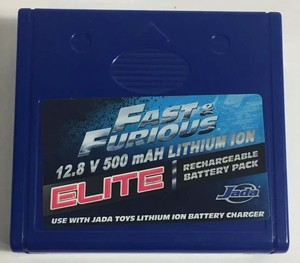 FAST &
FURIOUS
12.8 V 500 mAH LITHIUM ION
ELITE
RECHARGEABLE
BATTERY PACK
Jada
USE WITH JADA TOYS LITHIUM ION BATTERY CHARGER